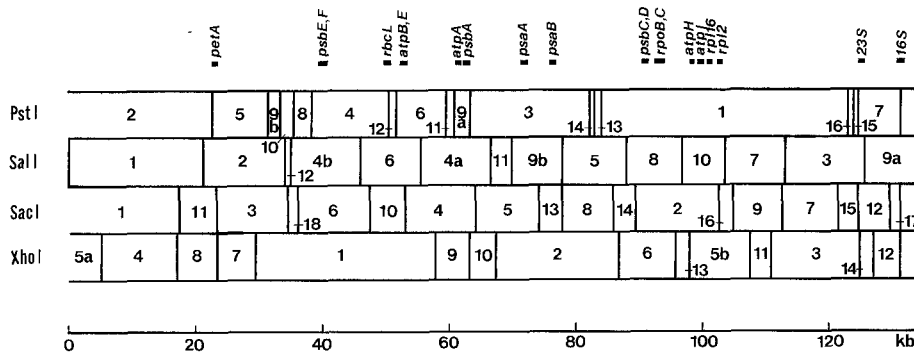 petA psbE,F rbcL atpB,E atpA psbA psaA psaB psbC,D rpoB,C atpH atpI rpl16 rpl2 23S 16S
PstI 2 5 9b 10 8 4 12 6 11 9a 3 14 13 1 16 15 7
SalI 1 2 12 4b 6 4a 11 9b 5 8 10 7 3 9a
SacI 1 11 3 18 6 10 4 5 13 8 14 2 16 9 7 15 12
XhoI 5a 4 8 7 1 9 10 2 6 13 5b 11 3 14 12
0 20 40 60 80 100 120 kb